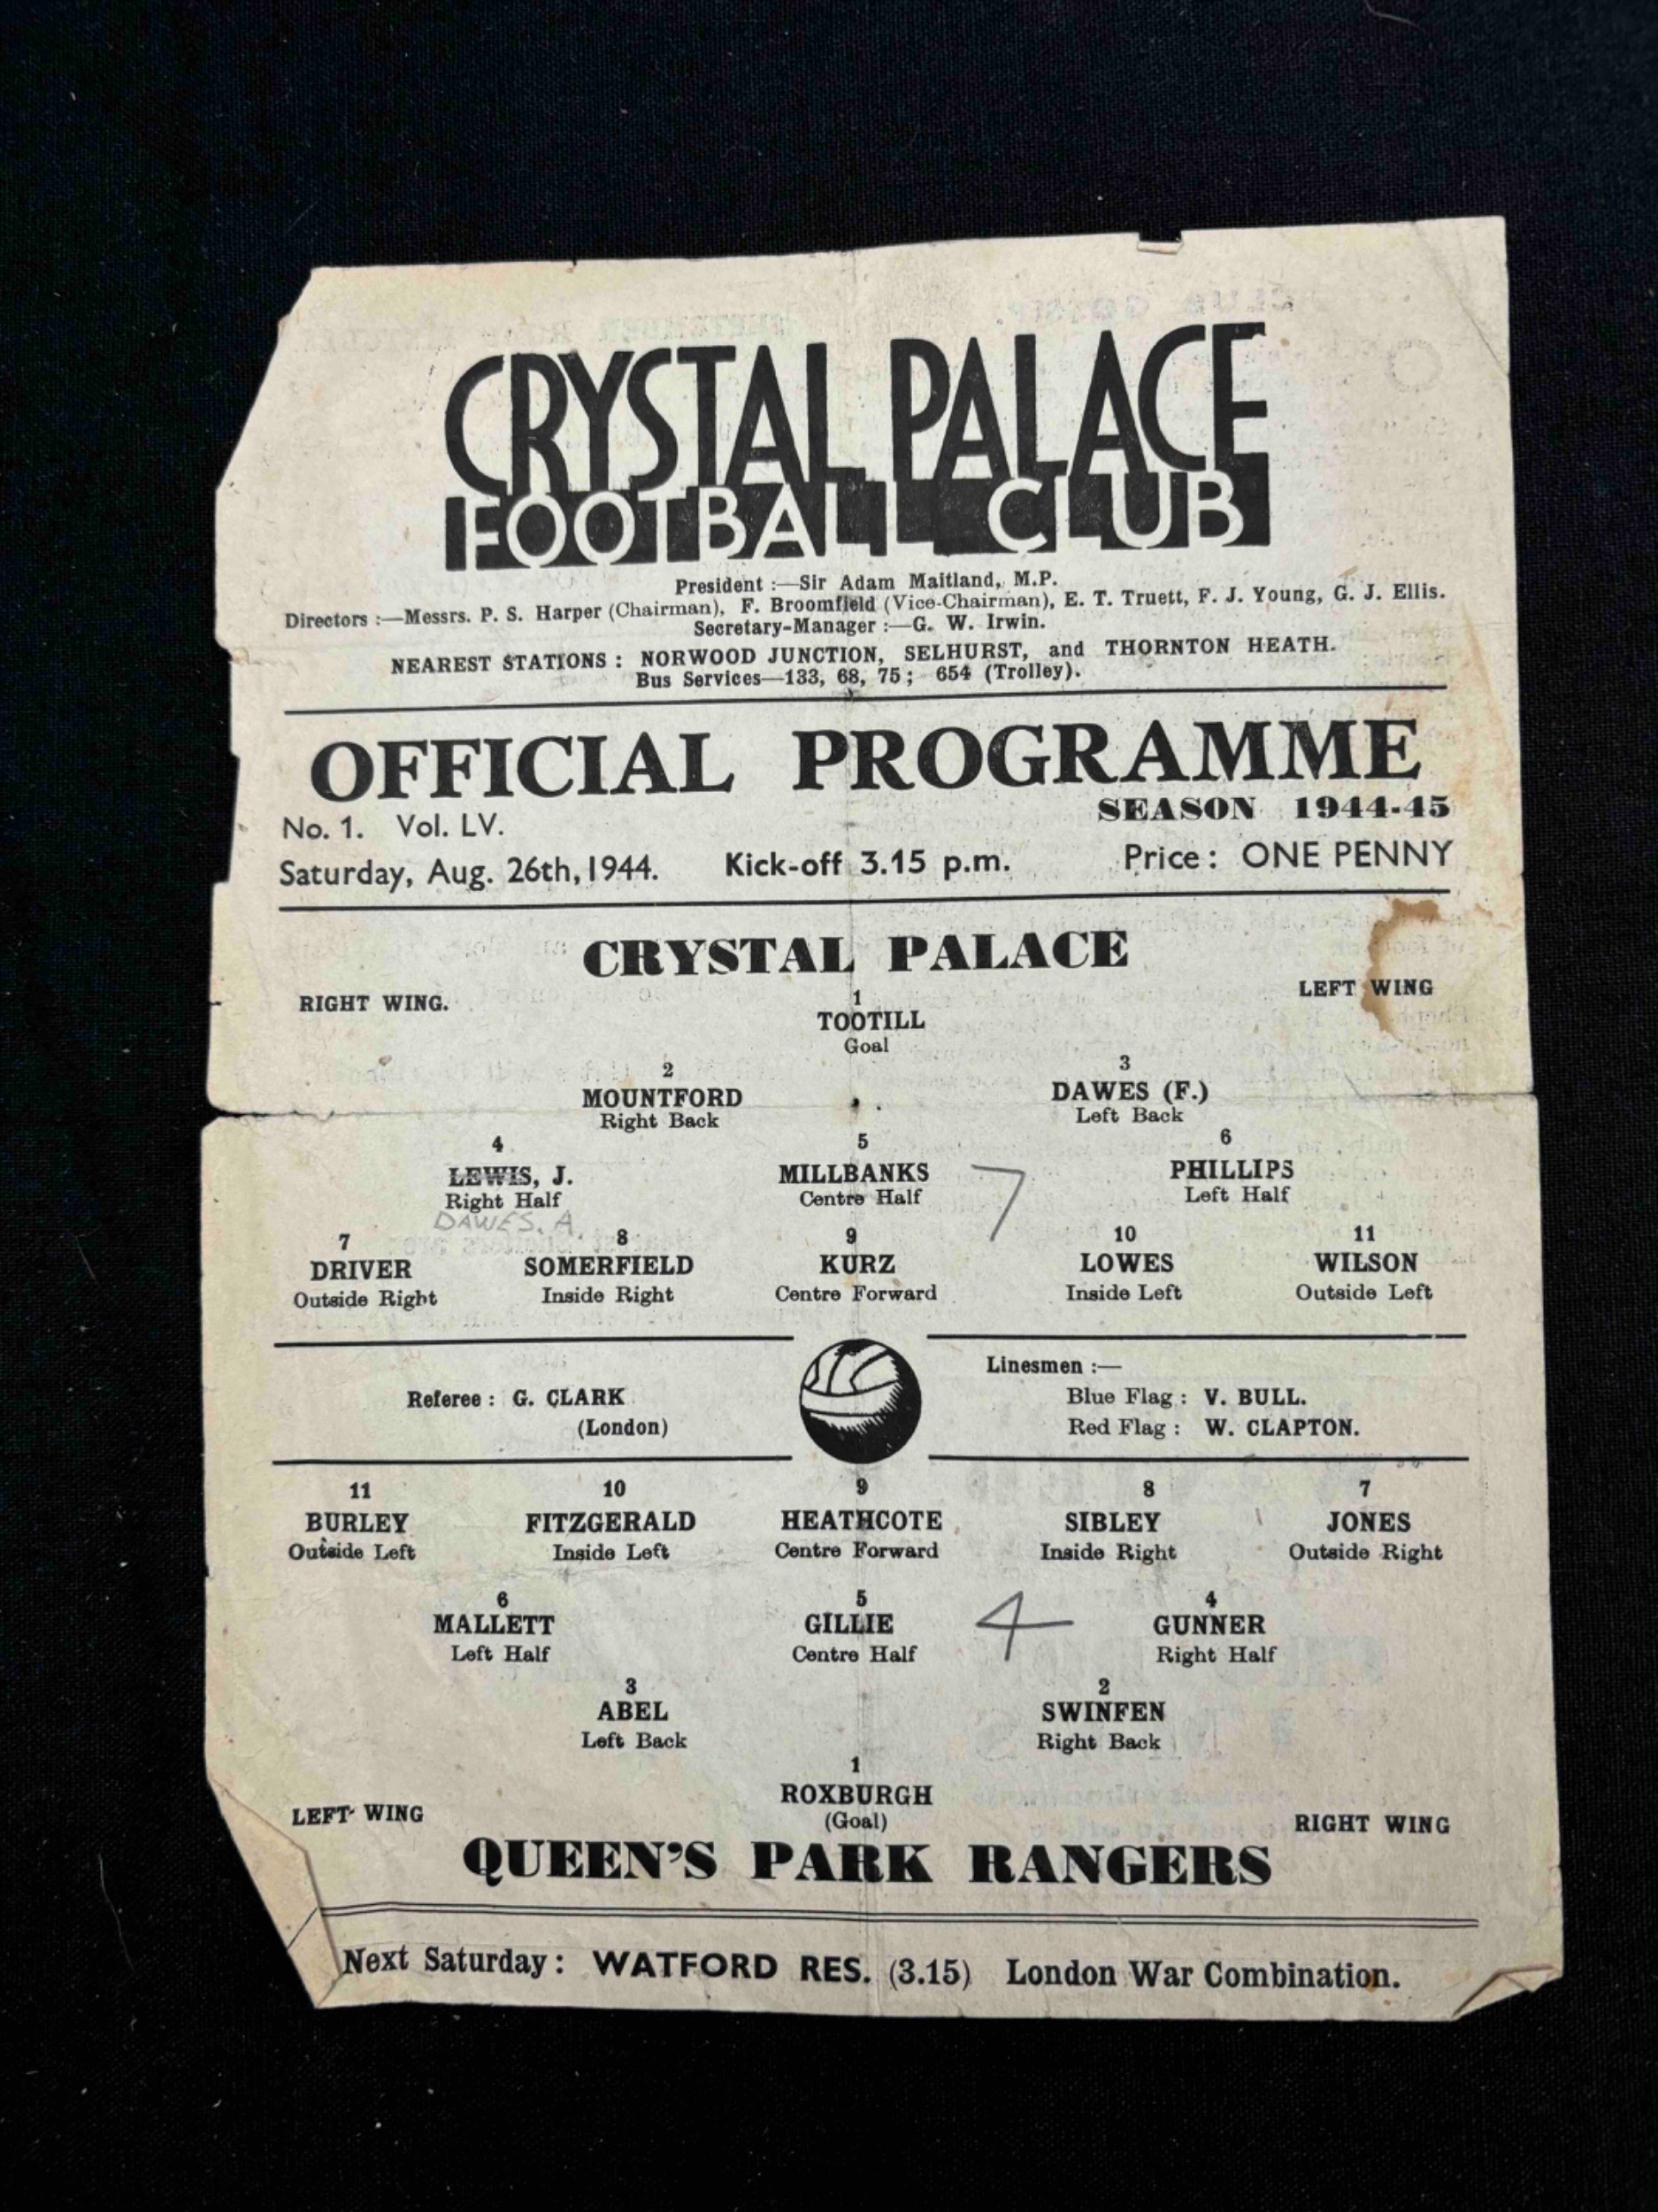 CRYSTAL PALACE
FOOTBALL CLUB
President :—Sir Adam Maitland, M.P.
Directors :—Messrs. P. S. Harper (Chairman), F. Broomfield (Vice-Chairman), E. T. Truett, F. J. Young, G. J. Ellis.
Secretary-Manager :—G. W. Irwin.
NEAREST STATIONS : NORWOOD JUNCTION, SELHURST, and THORNTON HEATH.
Bus Services—133, 68, 75 ; 654 (Trolley).
OFFICIAL PROGRAMME
SEASON 1944-45
No. 1. Vol. LV.
Saturday, Aug. 26th, 1944. Kick-off 3.15 p.m. Price : ONE PENNY
CRYSTAL PALACE
RIGHT WING. LEFT WING
1
TOOTILL
Goal
2 3
MOUNTFORD DAWES (F.)
Right Back Left Back
4 5 6
LEWIS, J. MILLBANKS 7 PHILLIPS
Right Half Centre Half Left Half
DAWES. A.
7 8 9 10 11
DRIVER SOMERFIELD KURZ LOWES WILSON
Outside Right Inside Right Centre Forward Inside Left Outside Left
Referee : G. CLARK
(London)
Linesmen :—
Blue Flag : V. BULL.
Red Flag : W. CLAPTON.
11 10 9 8 7
BURLEY FITZGERALD HEATHCOTE SIBLEY JONES
Outside Left Inside Left Centre Forward Inside Right Outside Right
6 5 4
MALLETT GILLIE 4 GUNNER
Left Half Centre Half Right Half
3 2
ABEL SWINFEN
Left Back Right Back
1
ROXBURGH
(Goal)
LEFT WING RIGHT WING
QUEEN'S PARK RANGERS
Next Saturday : WATFORD RES. (3.15) London War Combination.